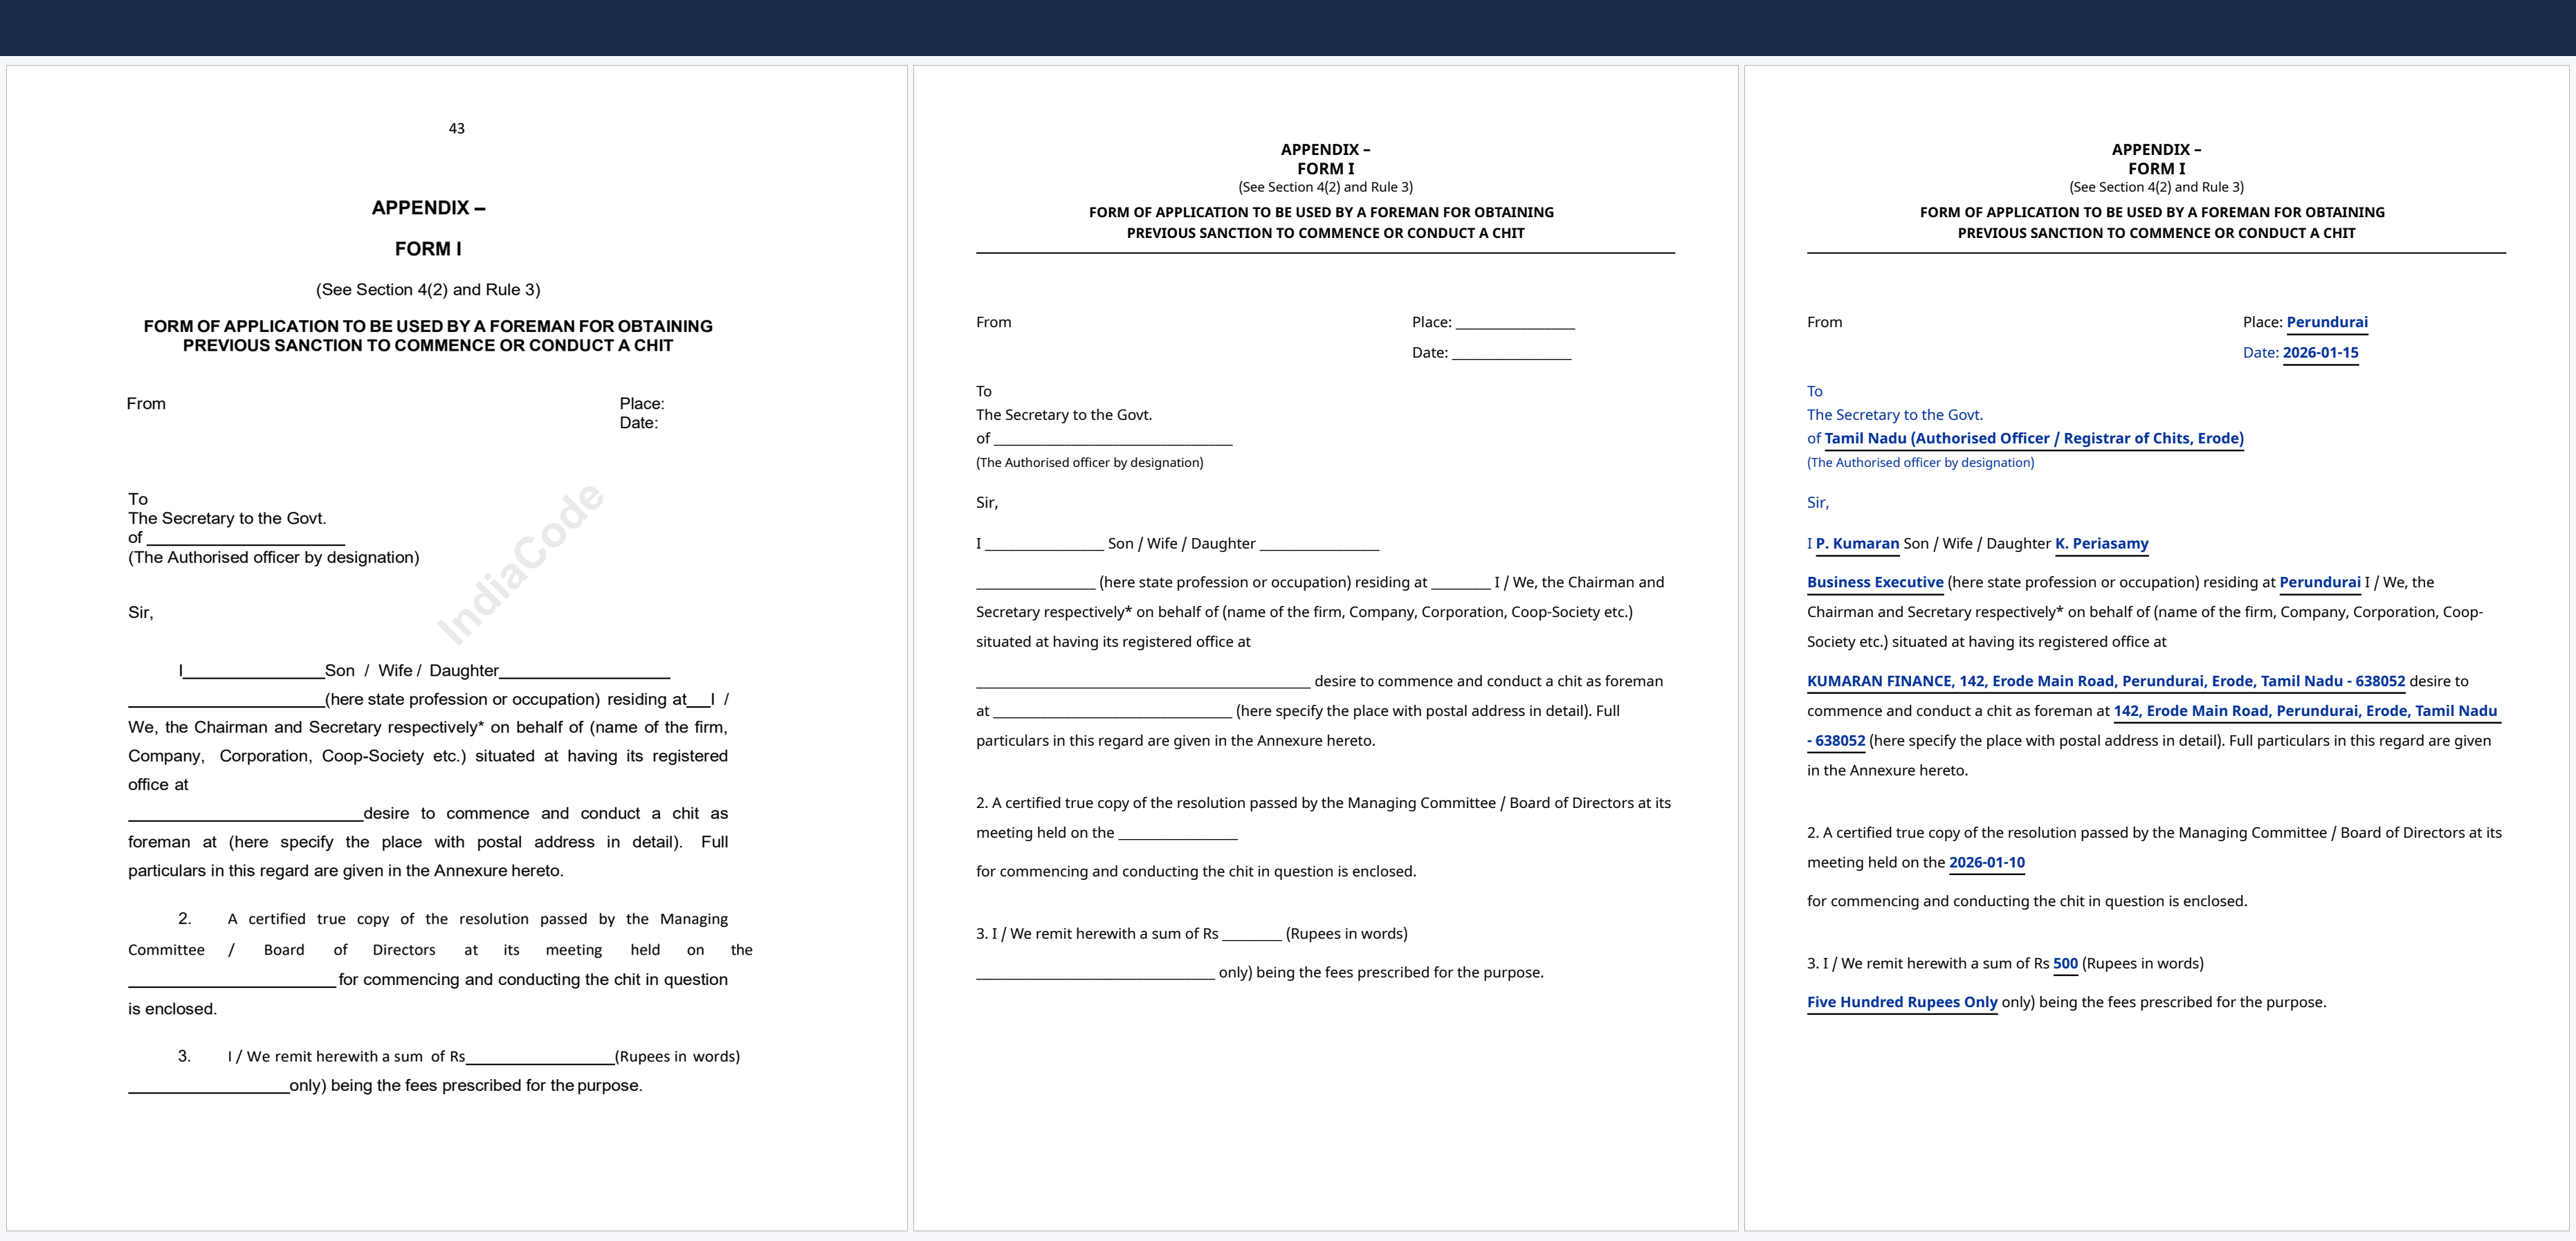 43
APPENDIX –
FORM I
(See Section 4(2) and Rule 3)
FORM OF APPLICATION TO BE USED BY A FOREMAN FOR OBTAINING
PREVIOUS SANCTION TO COMMENCE OR CONDUCT A CHIT
From Place:
Date:
To
The Secretary to the Govt.
of ____________________
(The Authorised officer by designation)
IndiaCode
Sir,
I________________Son / Wife / Daughter____________________
______________________(here state profession or occupation) residing at__I /
We, the Chairman and Secretary respectively* on behalf of (name of the firm,
Company, Corporation, Coop-Society etc.) situated at having its registered
office at
__________________________desire to commence and conduct a chit as
foreman at (here specify the place with postal address in detail). Full
particulars in this regard are given in the Annexure hereto.
2. A certified true copy of the resolution passed by the Managing
Committee / Board of Directors at its meeting held on the
_______________________ for commencing and conducting the chit in question
is enclosed.
3. I / We remit herewith a sum of Rs________________(Rupees in words)
__________________only) being the fees prescribed for the purpose.
APPENDIX –
FORM I
(See Section 4(2) and Rule 3)
FORM OF APPLICATION TO BE USED BY A FOREMAN FOR OBTAINING
PREVIOUS SANCTION TO COMMENCE OR CONDUCT A CHIT
From Place: ________________
Date: ________________
To
The Secretary to the Govt.
of ________________________________
(The Authorised officer by designation)
Sir,
I ________________ Son / Wife / Daughter ________________
________________ (here state profession or occupation) residing at ________ I / We, the Chairman and
Secretary respectively* on behalf of (name of the firm, Company, Corporation, Coop-Society etc.)
situated at having its registered office at
_____________________________________________ desire to commence and conduct a chit as foreman
at ________________________________ (here specify the place with postal address in detail). Full
particulars in this regard are given in the Annexure hereto.
2. A certified true copy of the resolution passed by the Managing Committee / Board of Directors at its
meeting held on the ________________
for commencing and conducting the chit in question is enclosed.
3. I / We remit herewith a sum of Rs ________ (Rupees in words)
________________________________ only) being the fees prescribed for the purpose.
APPENDIX –
FORM I
(See Section 4(2) and Rule 3)
FORM OF APPLICATION TO BE USED BY A FOREMAN FOR OBTAINING
PREVIOUS SANCTION TO COMMENCE OR CONDUCT A CHIT
From Place: Perundurai
Date: 2026-01-15
To
The Secretary to the Govt.
of Tamil Nadu (Authorised Officer / Registrar of Chits, Erode)
(The Authorised officer by designation)
Sir,
I P. Kumaran Son / Wife / Daughter K. Periasamy
Business Executive (here state profession or occupation) residing at Perundurai I / We, the
Chairman and Secretary respectively* on behalf of (name of the firm, Company, Corporation, Coop-
Society etc.) situated at having its registered office at
KUMARAN FINANCE, 142, Erode Main Road, Perundurai, Erode, Tamil Nadu - 638052 desire to
commence and conduct a chit as foreman at 142, Erode Main Road, Perundurai, Erode, Tamil Nadu
- 638052 (here specify the place with postal address in detail). Full particulars in this regard are given
in the Annexure hereto.
2. A certified true copy of the resolution passed by the Managing Committee / Board of Directors at its
meeting held on the 2026-01-10
for commencing and conducting the chit in question is enclosed.
3. I / We remit herewith a sum of Rs 500 (Rupees in words)
Five Hundred Rupees Only only) being the fees prescribed for the purpose.